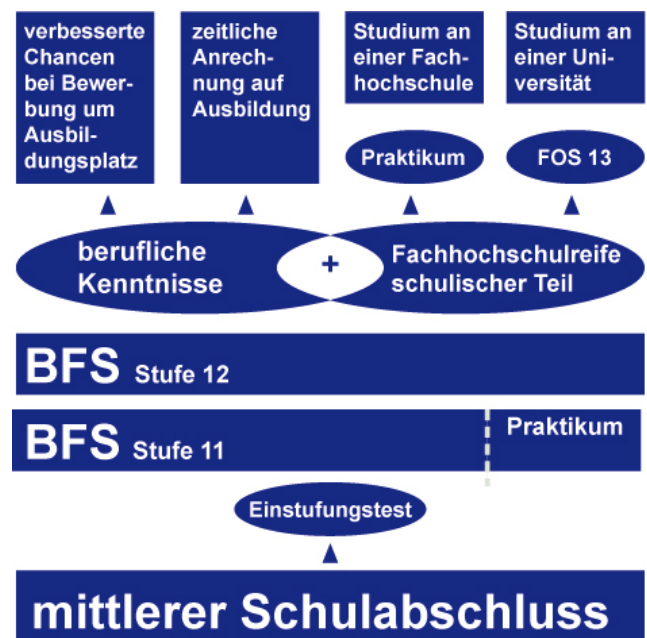 verbesserte
Chancen
bei Bewer-
bung um
Ausbil-
dungsplatz
zeitliche
Anrech-
nung auf
Ausbildung
Studium an
einer Fach-
hochschule
Studium an
einer Uni-
versität
Praktikum
FOS 13
berufliche
Kenntnisse
+
Fachhochschulreife
schulischer Teil
BFS Stufe 12
BFS Stufe 11
Praktikum
Einstufungstest
mittlerer Schulabschluss